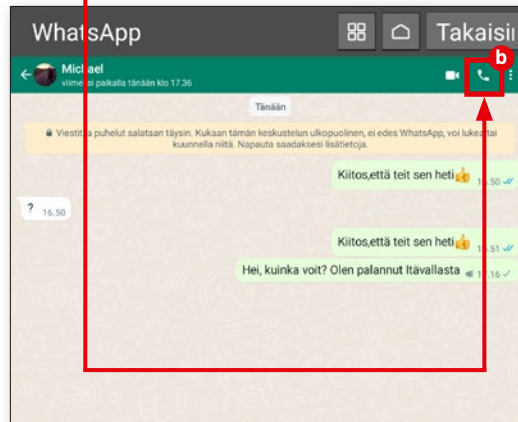 WhatsApp
Takaisi
b
Michael
viimeksi paikalla tänään klo 17.36
Tänään
Viestit ja puhelut salataan täysin. Kukaan tämän keskustelun ulkopuolinen, ei edes WhatsApp, voi lukea tai
kuunnella niitä. Napauta saadaksesi lisätietoja.
Kiitos,että teit sen heti👍 16.50
? 16.50
Kiitos,että teit sen heti👍 16.51
Hei, kuinka voit? Olen palannut Itävallasta 17.16